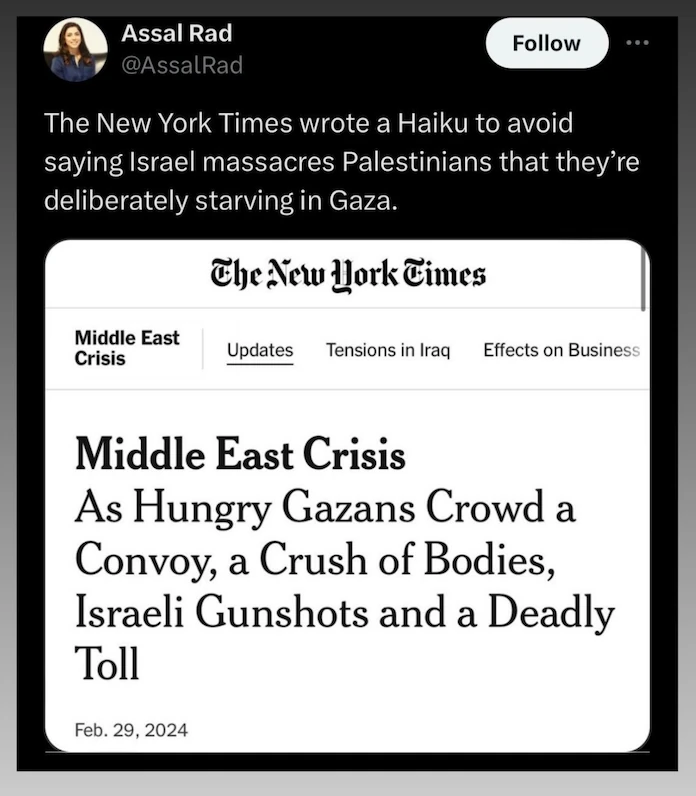 Assal Rad
@AssalRad
Follow
The New York Times wrote a Haiku to avoid
saying Israel massacres Palestinians that they’re
deliberately starving in Gaza.
The New York Times
Middle East
Crisis
Updates
Tensions in Iraq
Effects on Business
Middle East Crisis
As Hungry Gazans Crowd a
Convoy, a Crush of Bodies,
Israeli Gunshots and a Deadly
Toll
Feb. 29, 2024